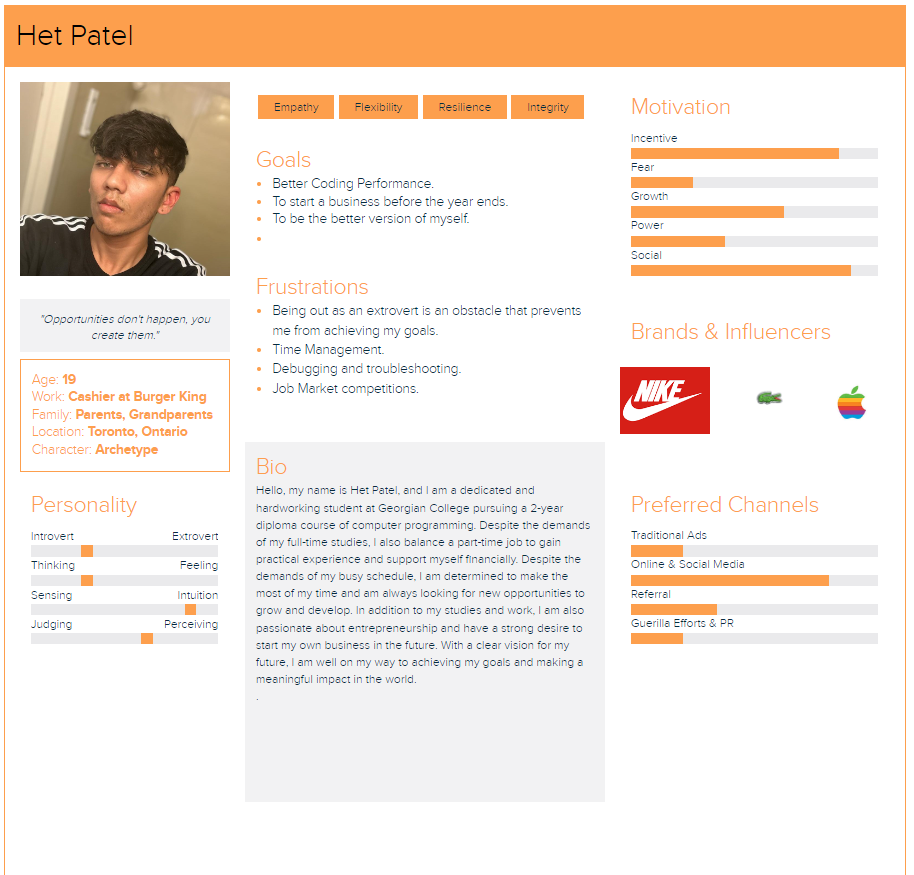 Het Patel
"Opportunities don't happen, you
create them."
Age: 19
Work: Cashier at Burger King
Family: Parents, Grandparents
Location: Toronto, Ontario
Character: Archetype
Personality
Introvert Extrovert
Thinking Feeling
Sensing Intuition
Judging Perceiving
Empathy Flexibility Resilience Integrity
Goals
Better Coding Performance.
To start a business before the year ends.
To be the better version of myself.
Frustrations
Being out as an extrovert is an obstacle that prevents
me from achieving my goals.
Time Management.
Debugging and troubleshooting.
Job Market competitions.
Bio
Hello, my name is Het Patel, and I am a dedicated and
hardworking student at Georgian College pursuing a 2-year
diploma course of computer programming. Despite the demands
of my full-time studies, I also balance a part-time job to gain
practical experience and support myself financially. Despite the
demands of my busy schedule, I am determined to make the
most of my time and am always looking for new opportunities to
grow and develop. In addition to my studies and work, I am also
passionate about entrepreneurship and have a strong desire to
start my own business in the future. With a clear vision for my
future, I am well on my way to achieving my goals and making a
meaningful impact in the world.
.
Motivation
Incentive
Fear
Growth
Power
Social
Brands & Influencers
NIKE
Preferred Channels
Traditional Ads
Online & Social Media
Referral
Guerilla Efforts & PR